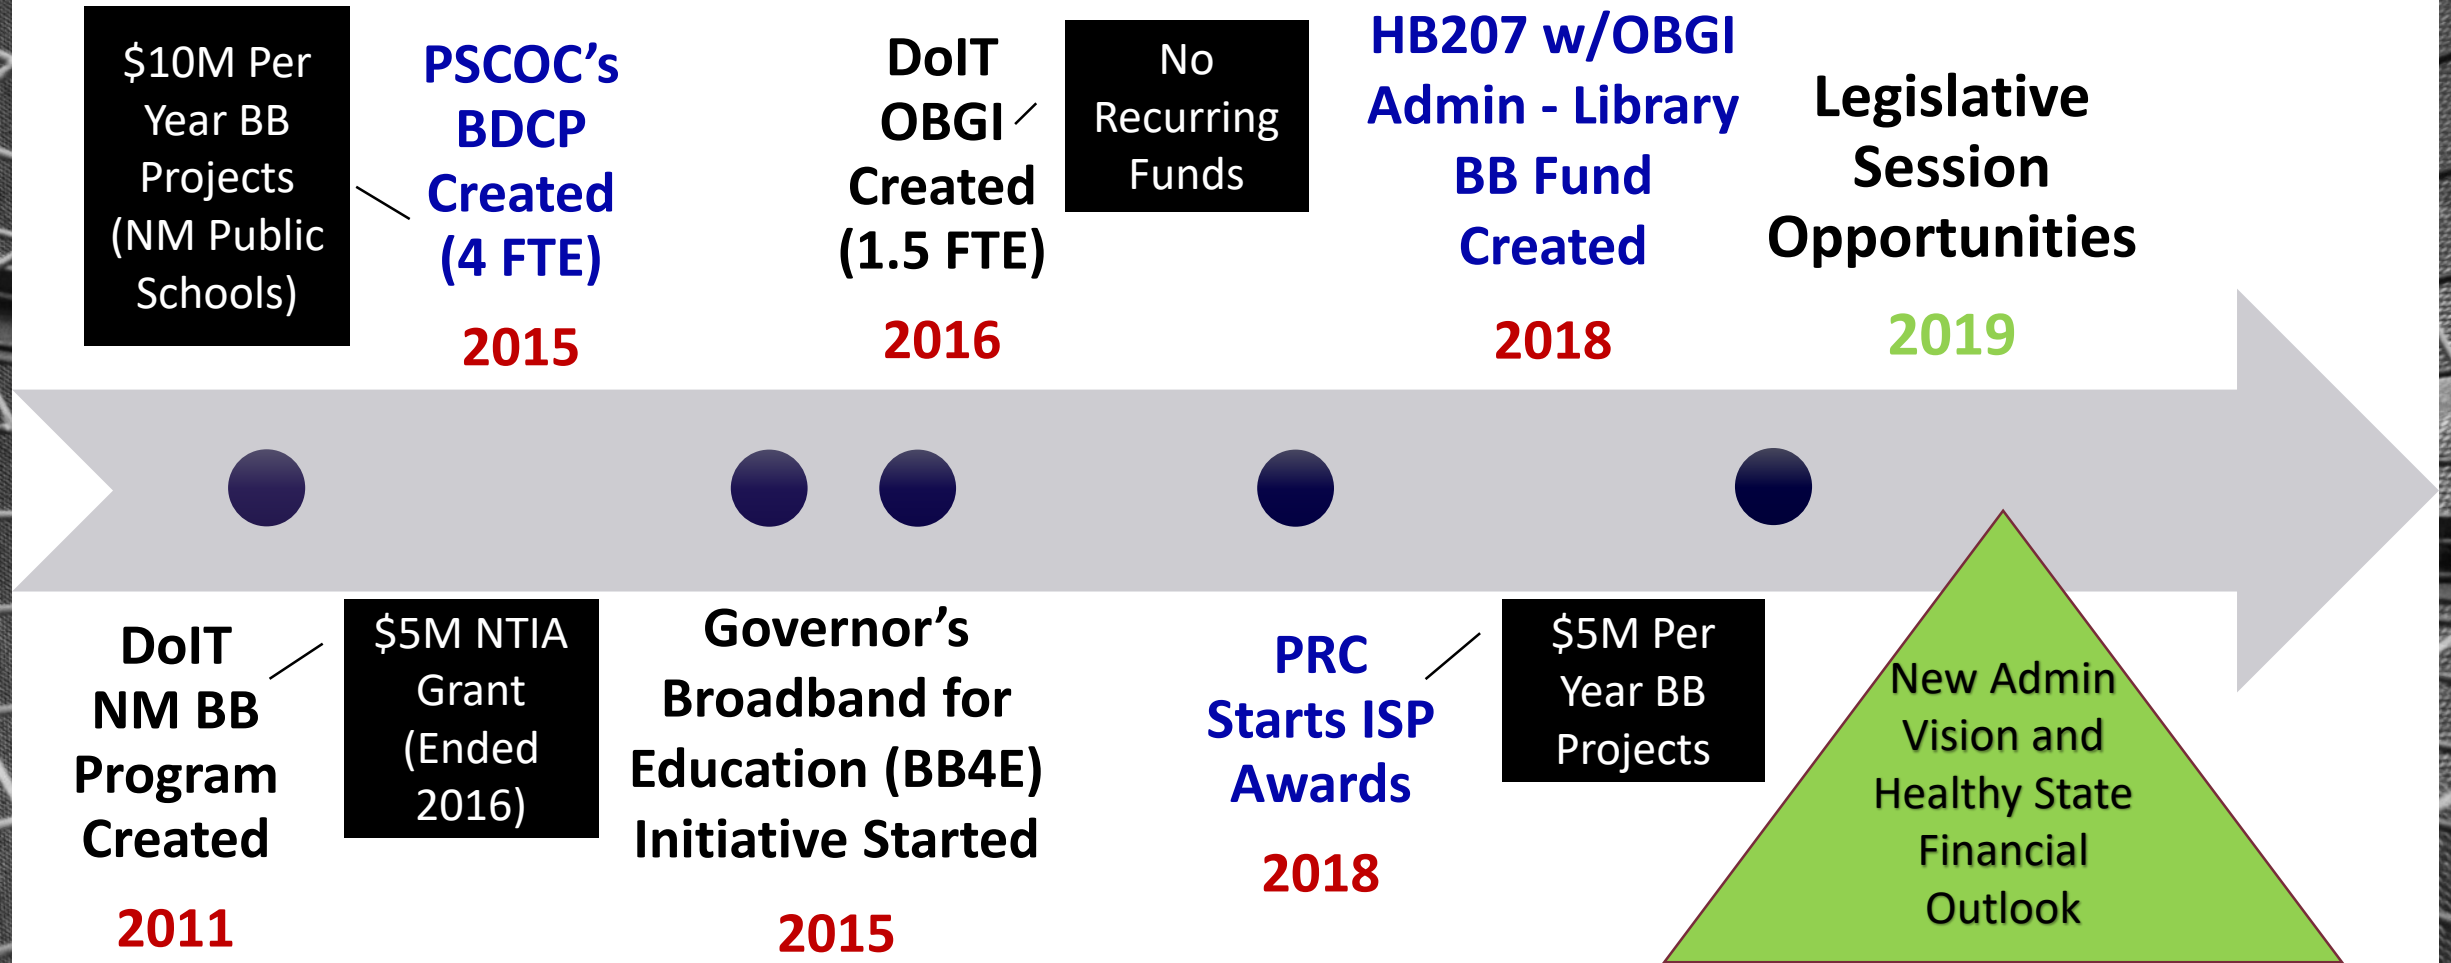 $10M Per
Year BB
Projects
(NM Public
Schools)
PSCOC’s
BDCP
Created
(4 FTE)
2015
DoIT
OBGI
Created
(1.5 FTE)
2016
No
Recurring
Funds
HB207 w/OBGI
Admin - Library
BB Fund
Created
2018
Legislative
Session
Opportunities
2019
DoIT
NM BB
Program
Created
2011
$5M NTIA
Grant
(Ended
2016)
Governor’s
Broadband for
Education (BB4E)
Initiative Started
2015
PRC
Starts ISP
Awards
2018
$5M Per
Year BB
Projects
New Admin
Vision and
Healthy State
Financial
Outlook